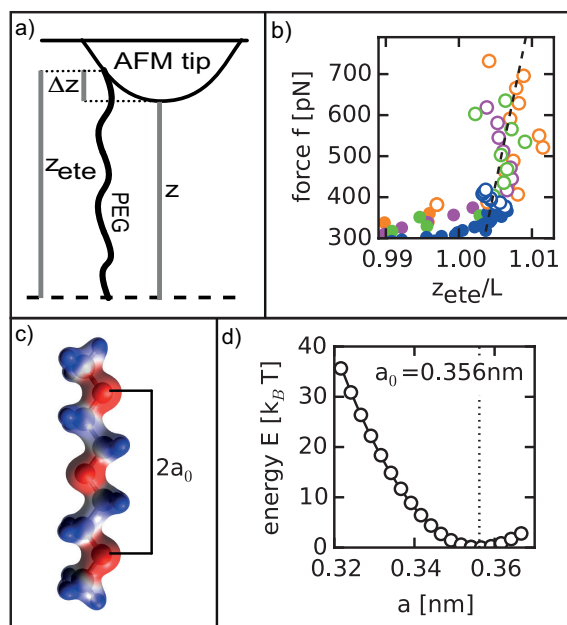 a)
AFM tip
Δz
z_ete
PEG
z
b)
force f [pN]
700
600
500
400
300
0.99 1.00 1.01
z_ete/L
c)
2a_0
d)
energy E [k_B T]
40
30
20
10
0
a_0=0.356nm
0.32 0.34 0.36
a [nm]